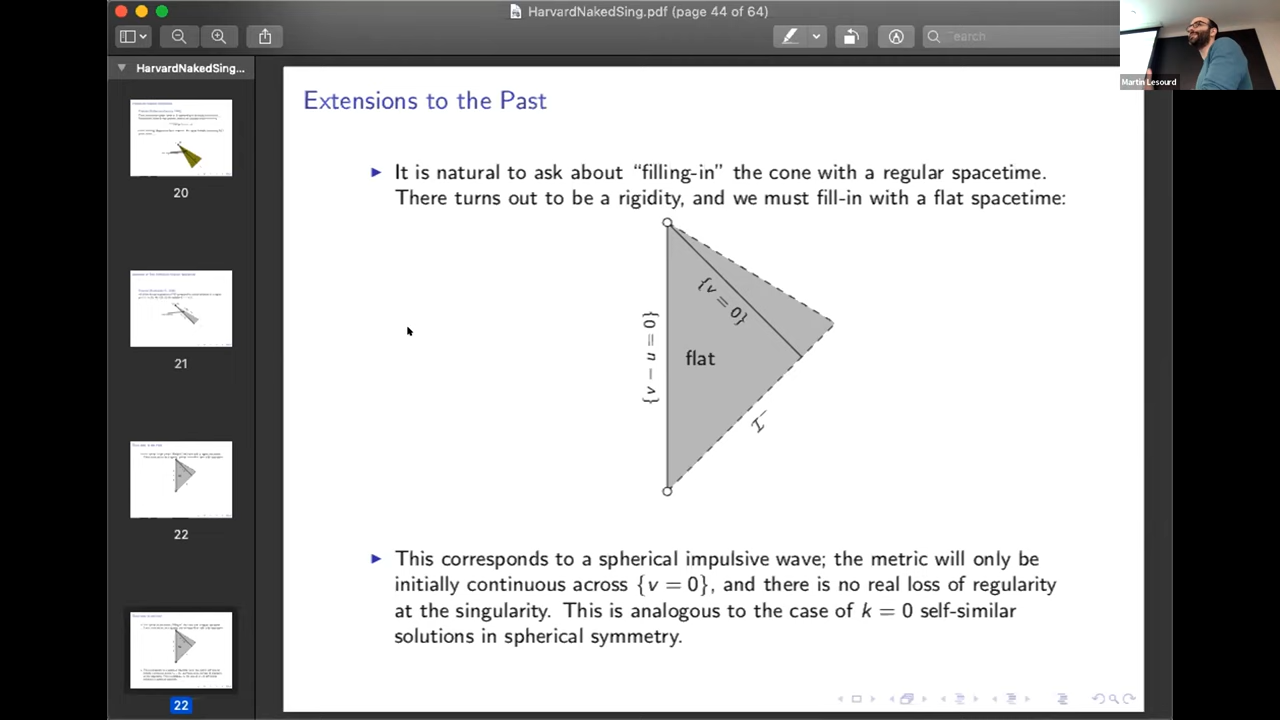 HarvardNakedSing.pdf (page 44 of 64)
Search
Martin Lesourd
HarvardNakedSing...
20
21
22
22
Extensions to the Past
It is natural to ask about “filling-in” the cone with a regular spacetime.
There turns out to be a rigidity, and we must fill-in with a flat spacetime:
{v = 0}
{v − u = 0}
flat
I−
This corresponds to a spherical impulsive wave; the metric will only be
initially continuous across {v = 0}, and there is no real loss of regularity
at the singularity. This is analogous to the case of k = 0 self-similar
solutions in spherical symmetry.